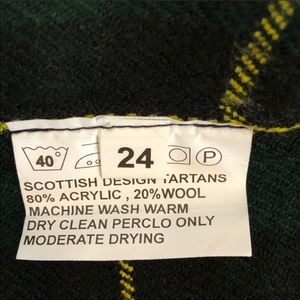 40° 24 P
SCOTTISH DESIGN TARTANS
80% ACRYLIC , 20%WOOL
MACHINE WASH WARM
DRY CLEAN PERCLO ONLY
MODERATE DRYING